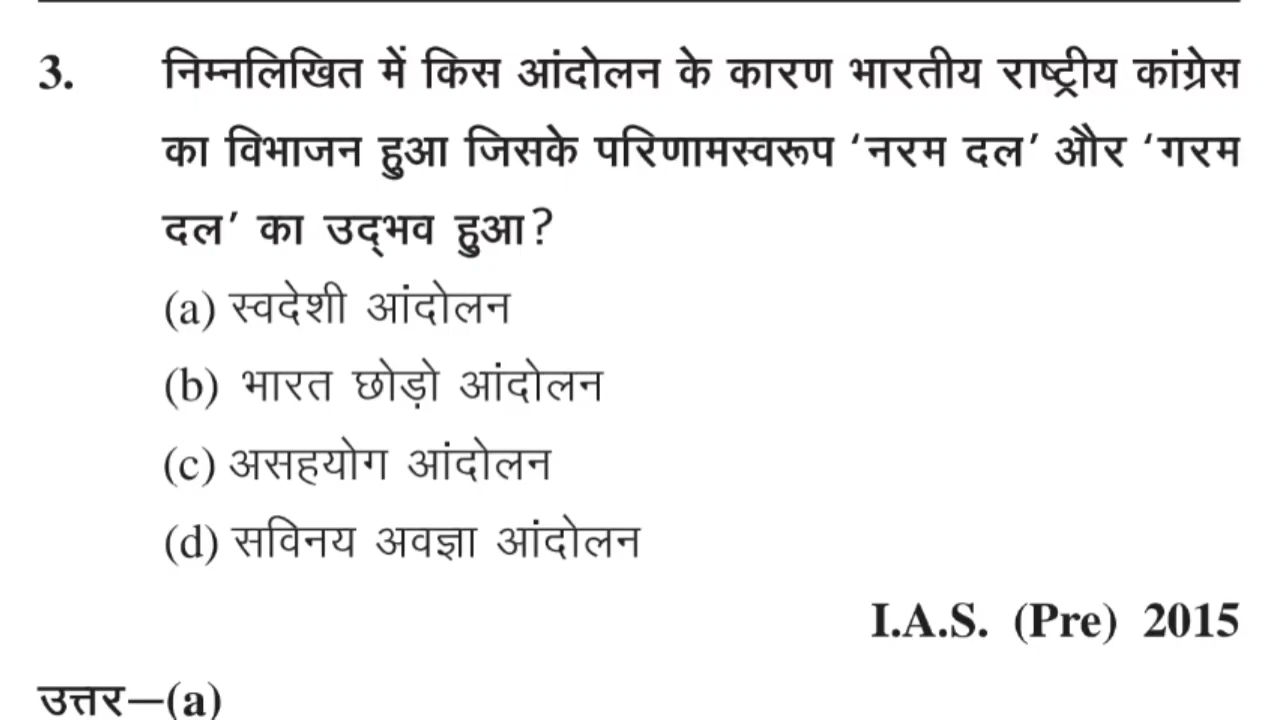 3. निम्नलिखित में किस आंदोलन के कारण भारतीय राष्ट्रीय कांग्रेस
का विभाजन हुआ जिसके परिणामस्वरूप ‘नरम दल’ और ‘गरम
दल’ का उद्‌भव हुआ?
(a) स्वदेशी आंदोलन
(b) भारत छोड़ो आंदोलन
(c) असहयोग आंदोलन
(d) सविनय अवज्ञा आंदोलन
I.A.S. (Pre) 2015
उत्तर—(a)